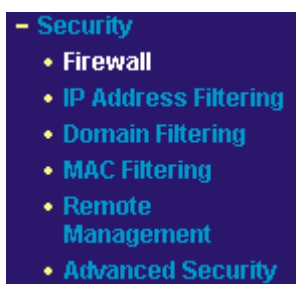 – Security
• Firewall
• IP Address Filtering
• Domain Filtering
• MAC Filtering
• Remote
Management
• Advanced Security